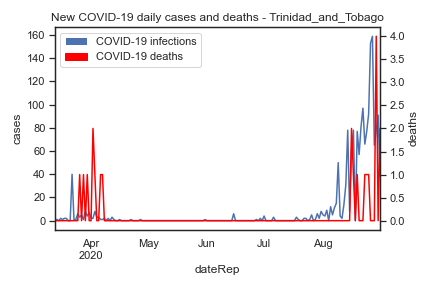 New COVID-19 daily cases and deaths - Trinidad_and_Tobago
COVID-19 infections
COVID-19 deaths
cases
160
140
120
100
80
60
40
20
0
deaths
4.0
3.5
3.0
2.5
2.0
1.5
1.0
0.5
0.0
Apr May Jun Jul Aug
2020
dateRep